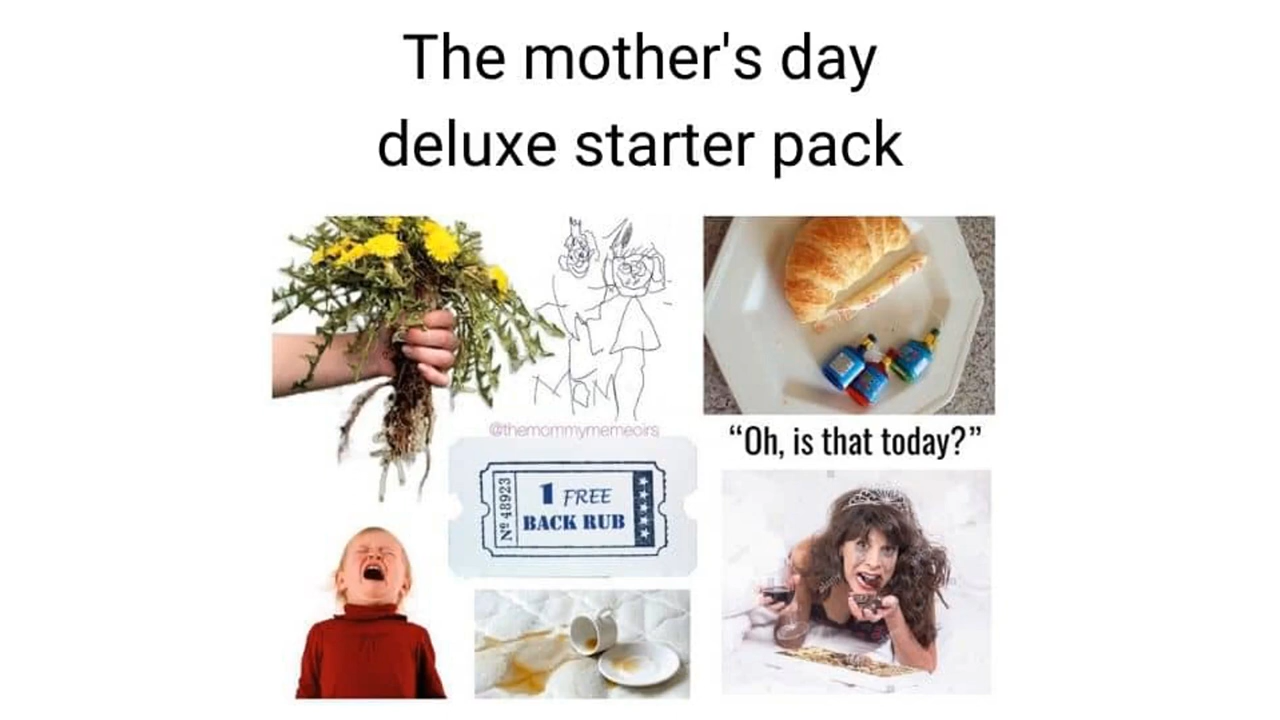 The mother's day
deluxe starter pack
MOM
@themommymemeoirs
“Oh, is that today?”
Nº 48923
1 FREE
BACK RUB